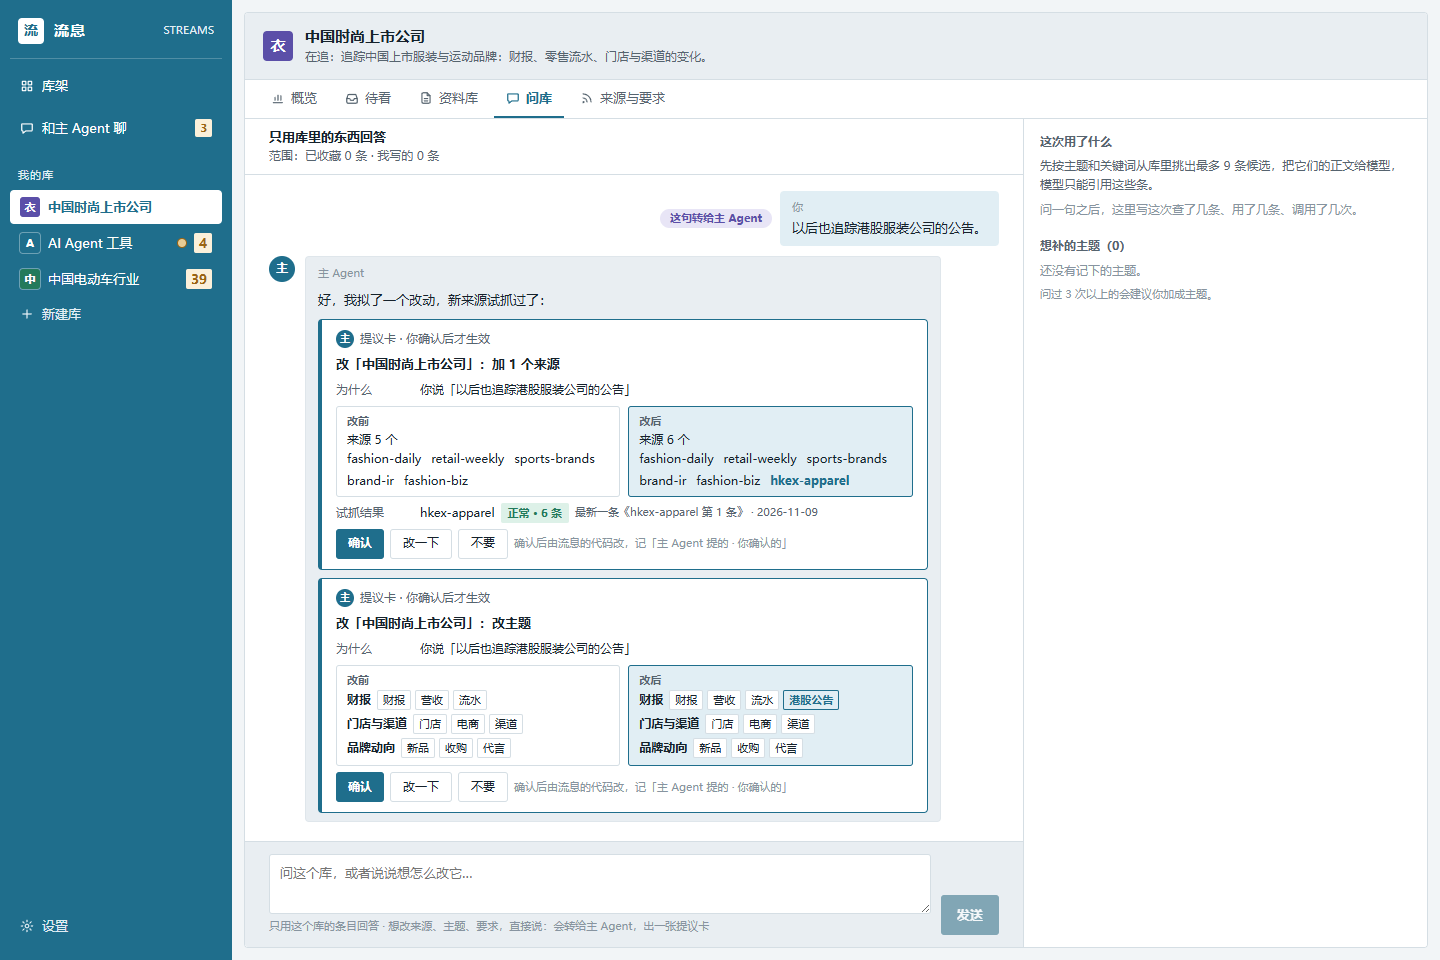 流 流息 STREAMS
库架
和主 Agent 聊 3
我的库
衣 中国时尚上市公司
A AI Agent 工具 4
中 中国电动车行业 39
新建库
设置
衣 中国时尚上市公司
在追：追踪中国上市服装与运动品牌：财报、零售流水、门店与渠道的变化。
概览 待看 资料库 问库 来源与要求
只用库里的东西回答
范围：已收藏 0 条 · 我写的 0 条
这句转给主 Agent
你
以后也追踪港股服装公司的公告。
主 主 Agent
好，我拟了一个改动，新来源试抓过了：
主 提议卡 · 你确认后才生效
改「中国时尚上市公司」：加 1 个来源
为什么 你说「以后也追踪港股服装公司的公告」
改前
来源 5 个
fashion-daily retail-weekly sports-brands
brand-ir fashion-biz
改后
来源 6 个
fashion-daily retail-weekly sports-brands
brand-ir fashion-biz hkex-apparel
试抓结果 hkex-apparel 正常 • 6 条 最新一条《hkex-apparel 第 1 条》 · 2026-11-09
确认 改一下 不要 确认后由流息的代码改，记「主 Agent 提的 · 你确认的」
主 提议卡 · 你确认后才生效
改「中国时尚上市公司」：改主题
为什么 你说「以后也追踪港股服装公司的公告」
改前
财报 财报 营收 流水
门店与渠道 门店 电商 渠道
品牌动向 新品 收购 代言
改后
财报 财报 营收 流水 港股公告
门店与渠道 门店 电商 渠道
品牌动向 新品 收购 代言
确认 改一下 不要 确认后由流息的代码改，记「主 Agent 提的 · 你确认的」
问这个库，或者说说想怎么改它…
发送
只用这个库的条目回答 · 想改来源、主题、要求，直接说：会转给主 Agent，出一张提议卡
这次用了什么
先按主题和关键词从库里挑出最多 9 条候选，把它们的正文给模型，
模型只能引用这些条。
问一句之后，这里写这次查了几条、用了几条、调用了几次。
想补的主题（0）
还没有记下的主题。
问过 3 次以上的会建议你加成主题。